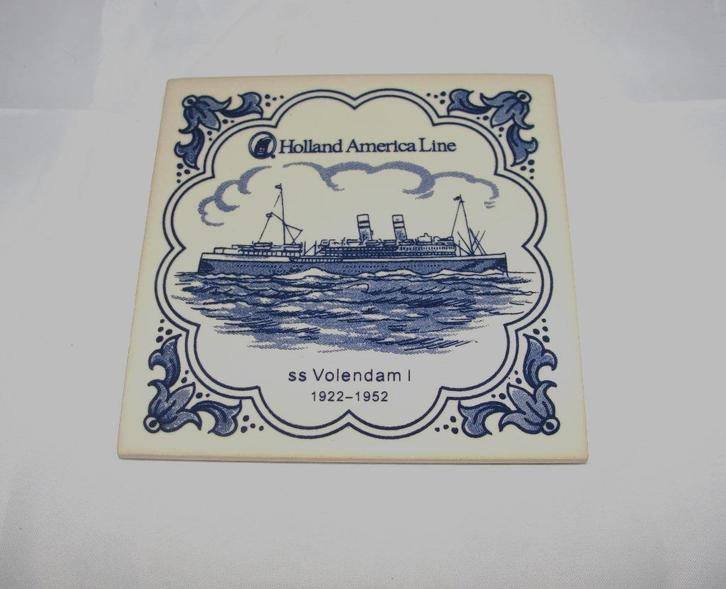 Holland America Line
ss Volendam I
1922–1952